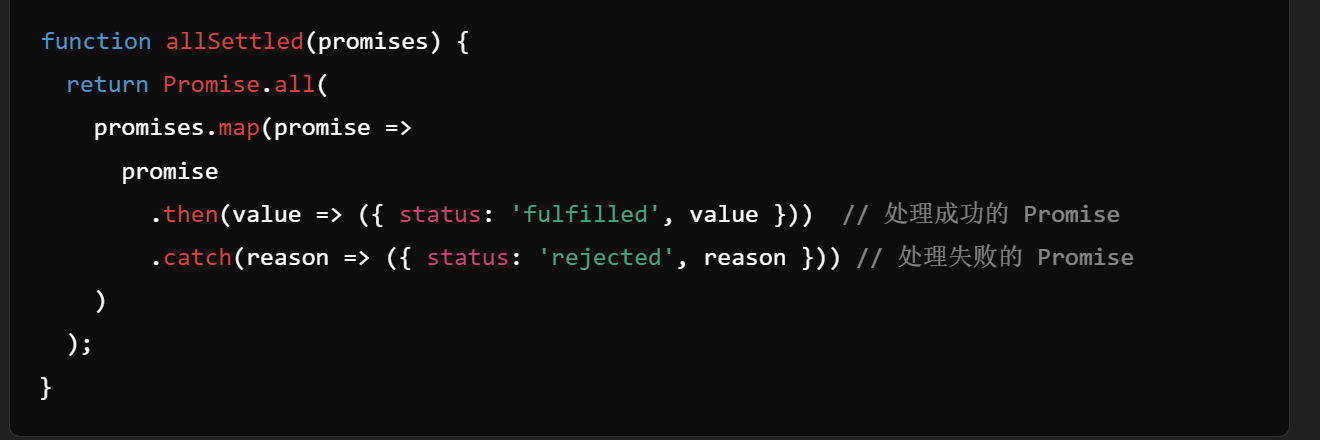 function allSettled(promises) {
  return Promise.all(
    promises.map(promise =>
      promise
        .then(value => ({ status: 'fulfilled', value }))  // 处理成功的 Promise
        .catch(reason => ({ status: 'rejected', reason })) // 处理失败的 Promise
    )
  );
}